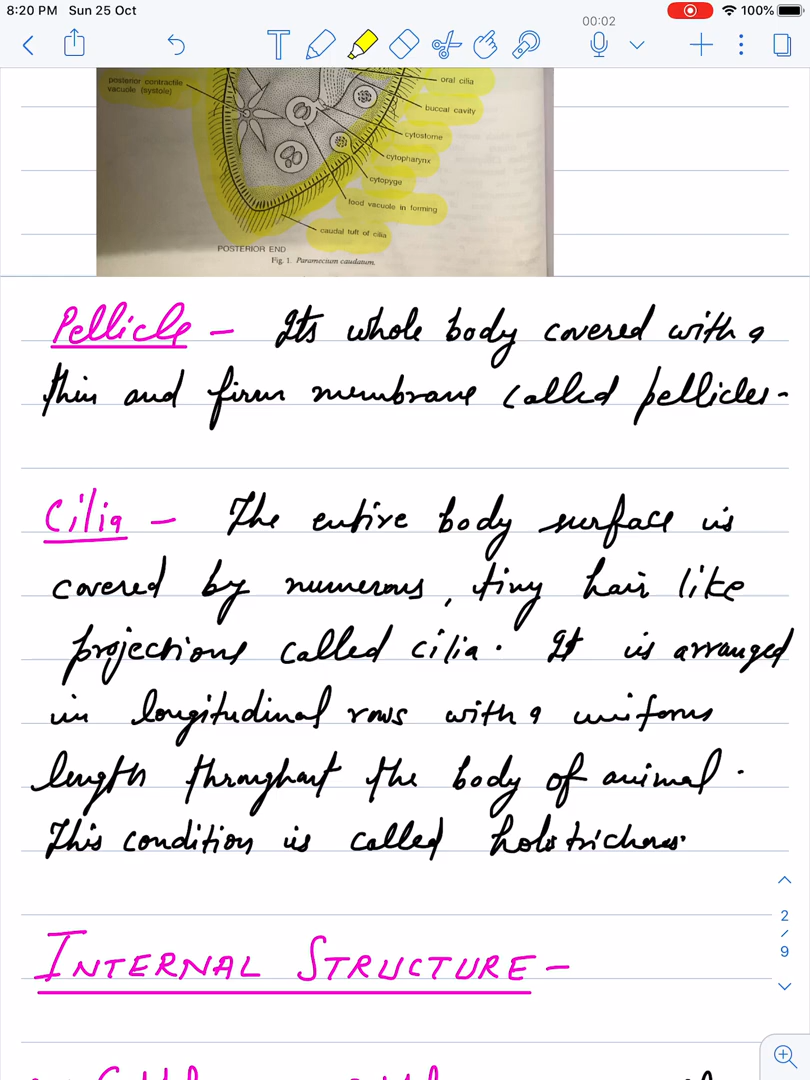 8:20 PM Sun 25 Oct
100%
00:02
T
posterior contractile
vacuole (systole)
oral cilia
buccal cavity
cytostome
cytopharynx
cytopyge
food vacuole in forming
caudal tuft of cilia
POSTERIOR END
Fig. 1. Paramecium caudatum.
Pellicle - Its whole body covered with a
thin and firm membrane called pellicles-
Cilia - The entire body surface is
covered by numerous, tiny hair like
projections called cilia. It is arranged
in longitudinal rows with a uniform
length throughout the body of animal.
This condition is called holotrichous.
INTERNAL STRUCTURE-
2
/
9